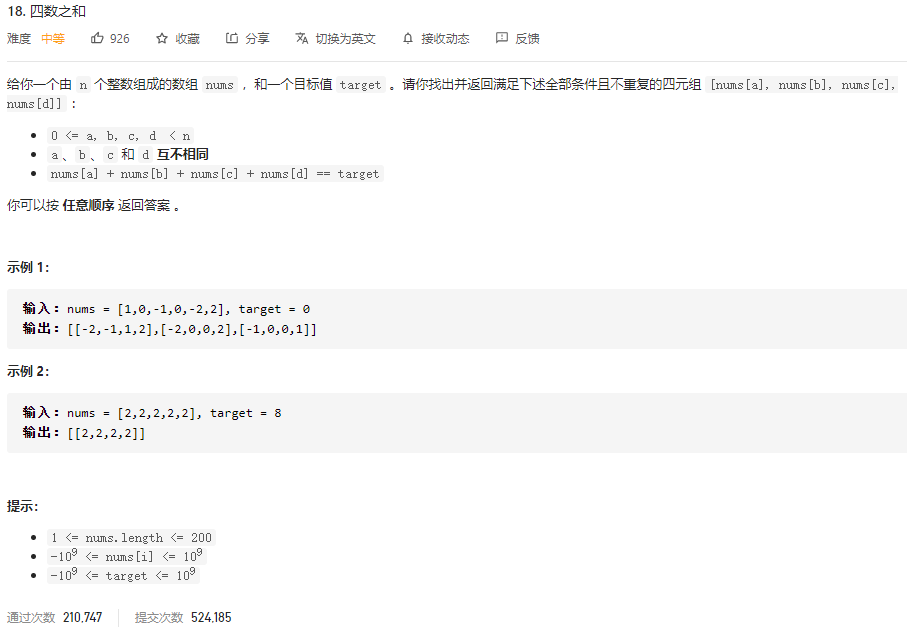 18. 四数之和
难度 中等 926 收藏 分享 切换为英文 接收动态 反馈
给你一个由 n 个整数组成的数组 nums ，和一个目标值 target 。请你找出并返回满足下述全部条件且不重复的四元组 [nums[a], nums[b], nums[c],
nums[d]] ：
0 <= a, b, c, d < n
a、b、c 和 d 互不相同
nums[a] + nums[b] + nums[c] + nums[d] == target
你可以按 任意顺序 返回答案 。
示例 1：
输入：nums = [1,0,-1,0,-2,2], target = 0
输出：[[-2,-1,1,2],[-2,0,0,2],[-1,0,0,1]]
示例 2：
输入：nums = [2,2,2,2,2], target = 8
输出：[[2,2,2,2]]
提示：
1 <= nums.length <= 200
-10⁹ <= nums[i] <= 10⁹
-10⁹ <= target <= 10⁹
通过次数 210,747 提交次数 524,185